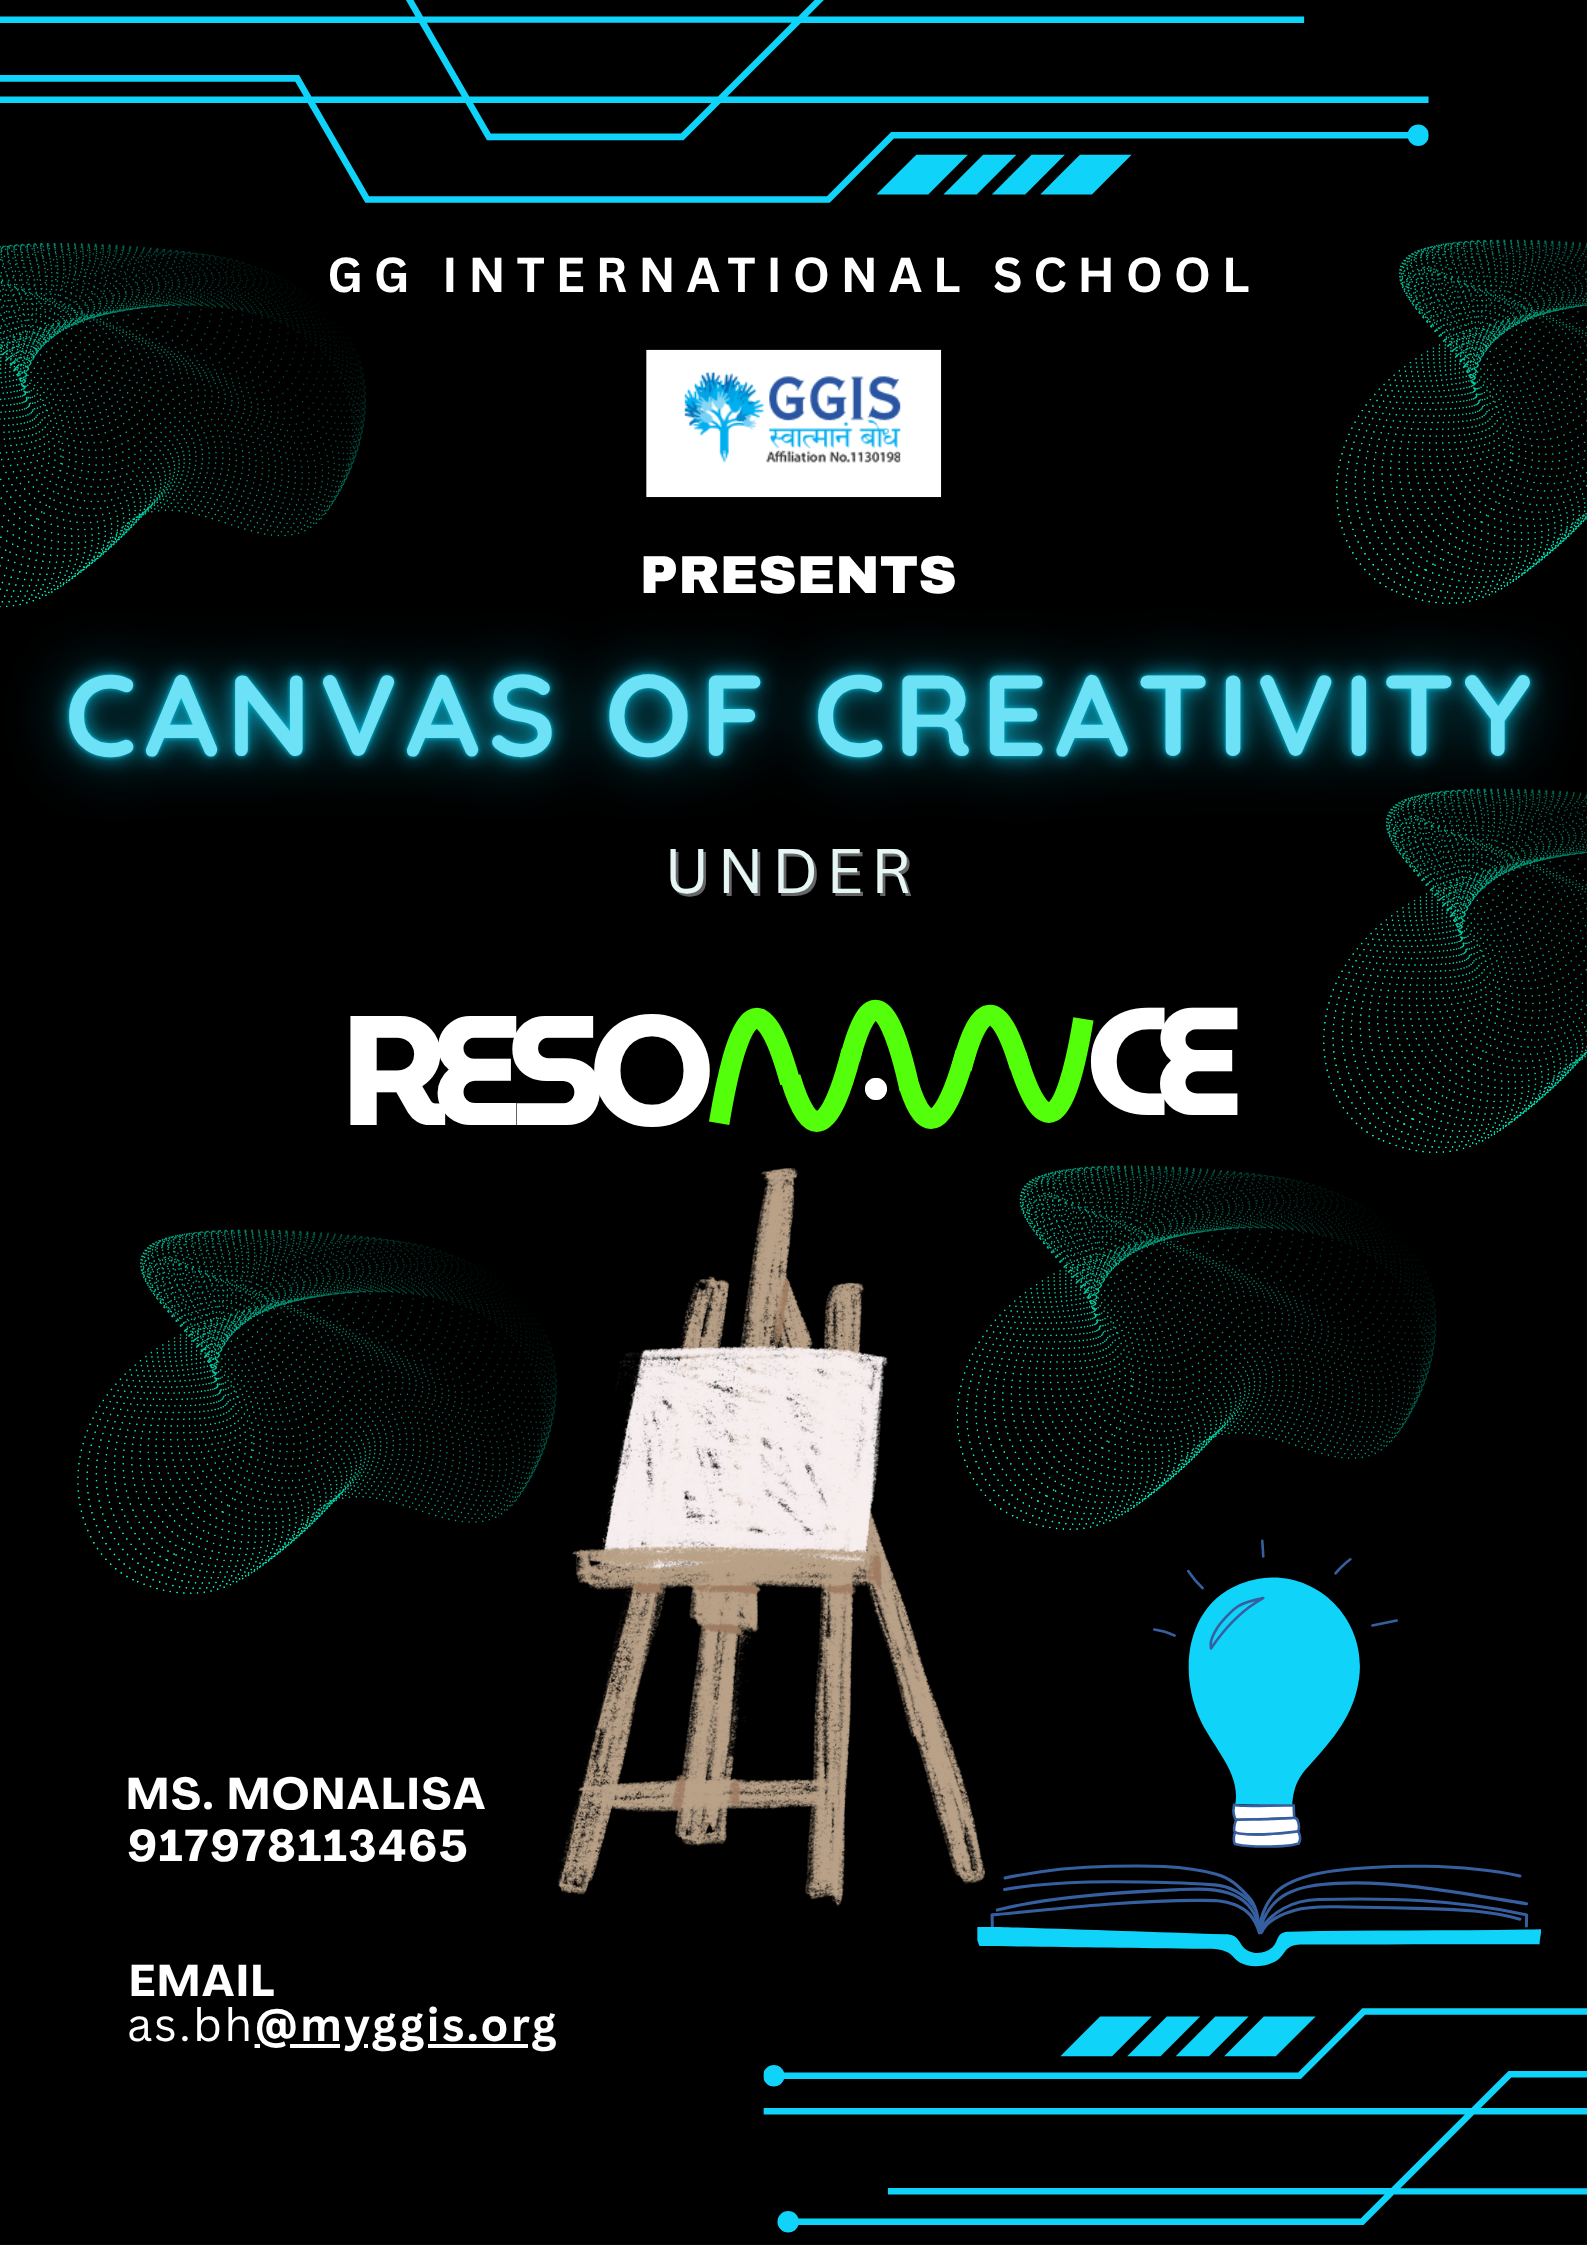 GG INTERNATIONAL SCHOOL
GGIS
स्वात्मानं बोध
Affiliation No.1130198
PRESENTS
CANVAS OF CREATIVITY
UNDER
RESONANCE
MS. MONALISA
917978113465
EMAIL
as.bh@myggis.org